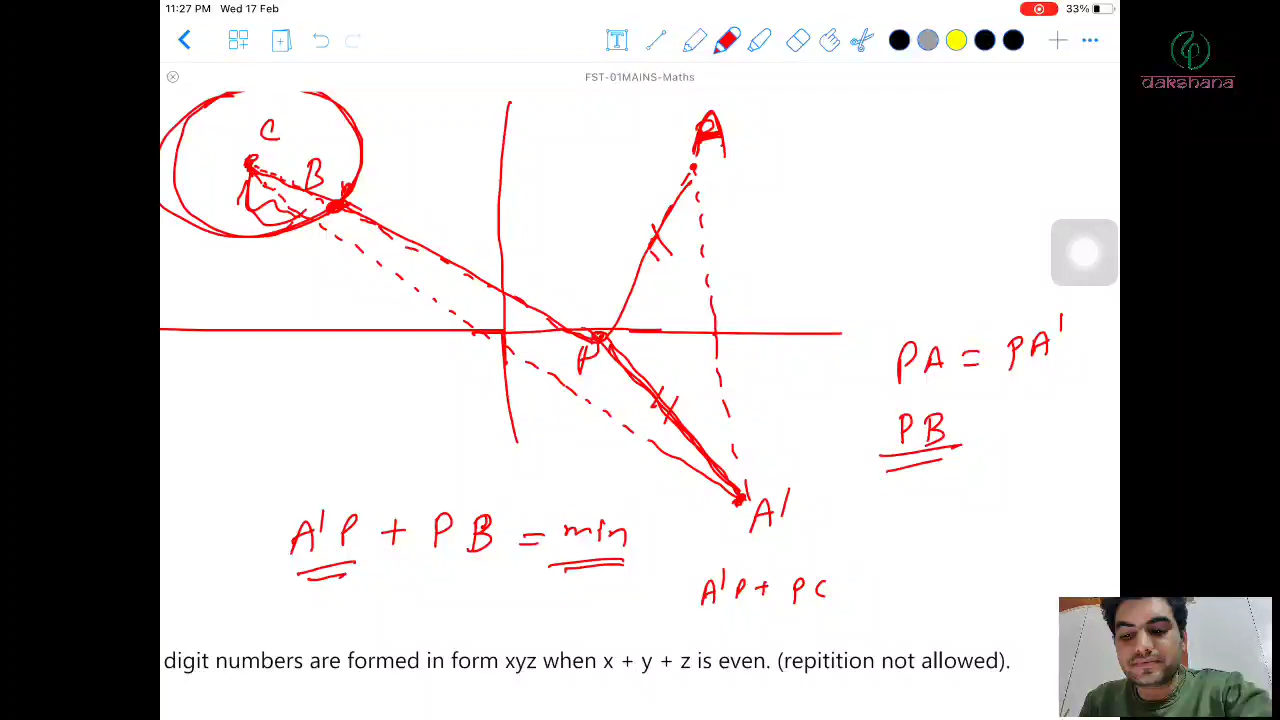 11:27 PM Wed 17 Feb
33%
T
dakshana
FST-01MAINS-Maths
C
B
A
P
PA = PA'
PB
A'
A'P + PB = min
A'P + PC
digit numbers are formed in form xyz when x + y + z is even. (repitition not allowed).